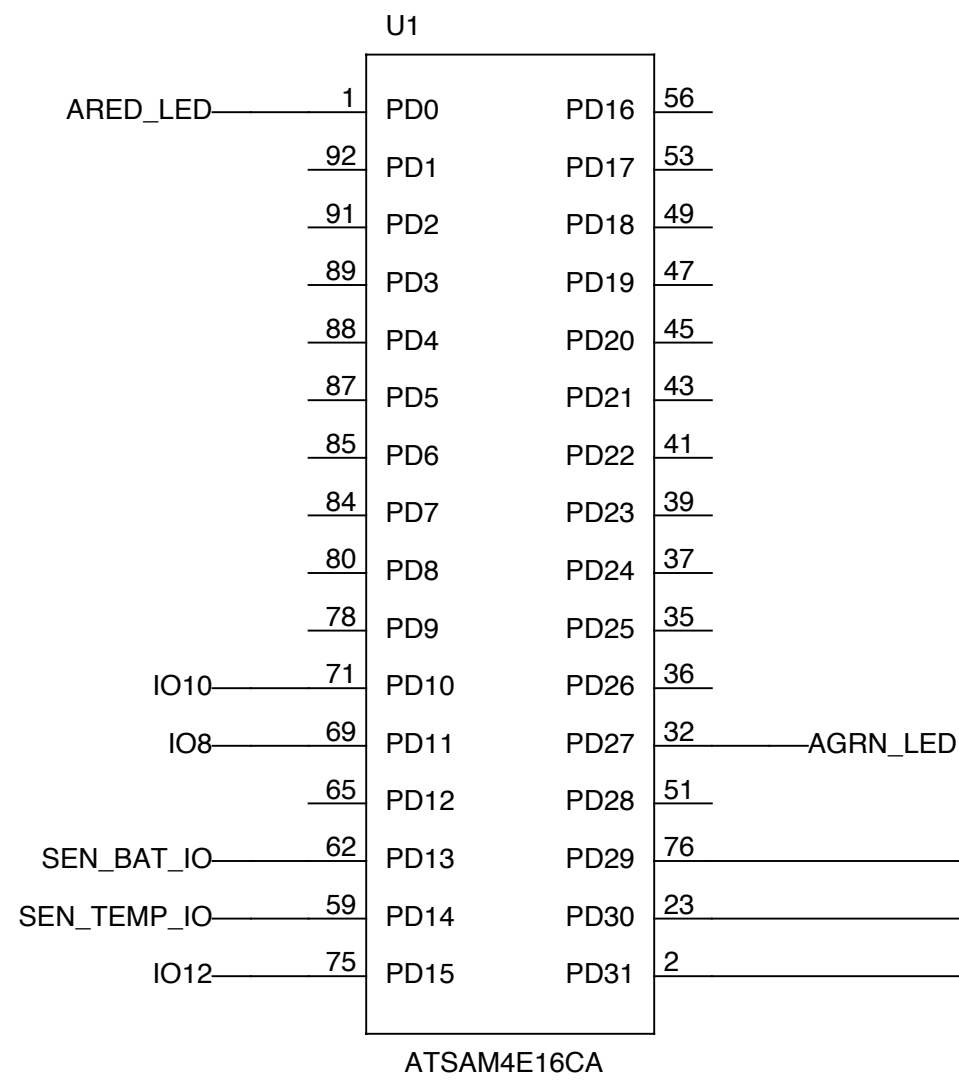 U1
ARED_LED 1 PD0 PD16 56
92 PD1 PD17 53
91 PD2 PD18 49
89 PD3 PD19 47
88 PD4 PD20 45
87 PD5 PD21 43
85 PD6 PD22 41
84 PD7 PD23 39
80 PD8 PD24 37
78 PD9 PD25 35
IO10 71 PD10 PD26 36
IO8 69 PD11 PD27 32 AGRN_LED
65 PD12 PD28 51
SEN_BAT_IO 62 PD13 PD29 76
SEN_TEMP_IO 59 PD14 PD30 23
IO12 75 PD15 PD31 2
ATSAM4E16CA